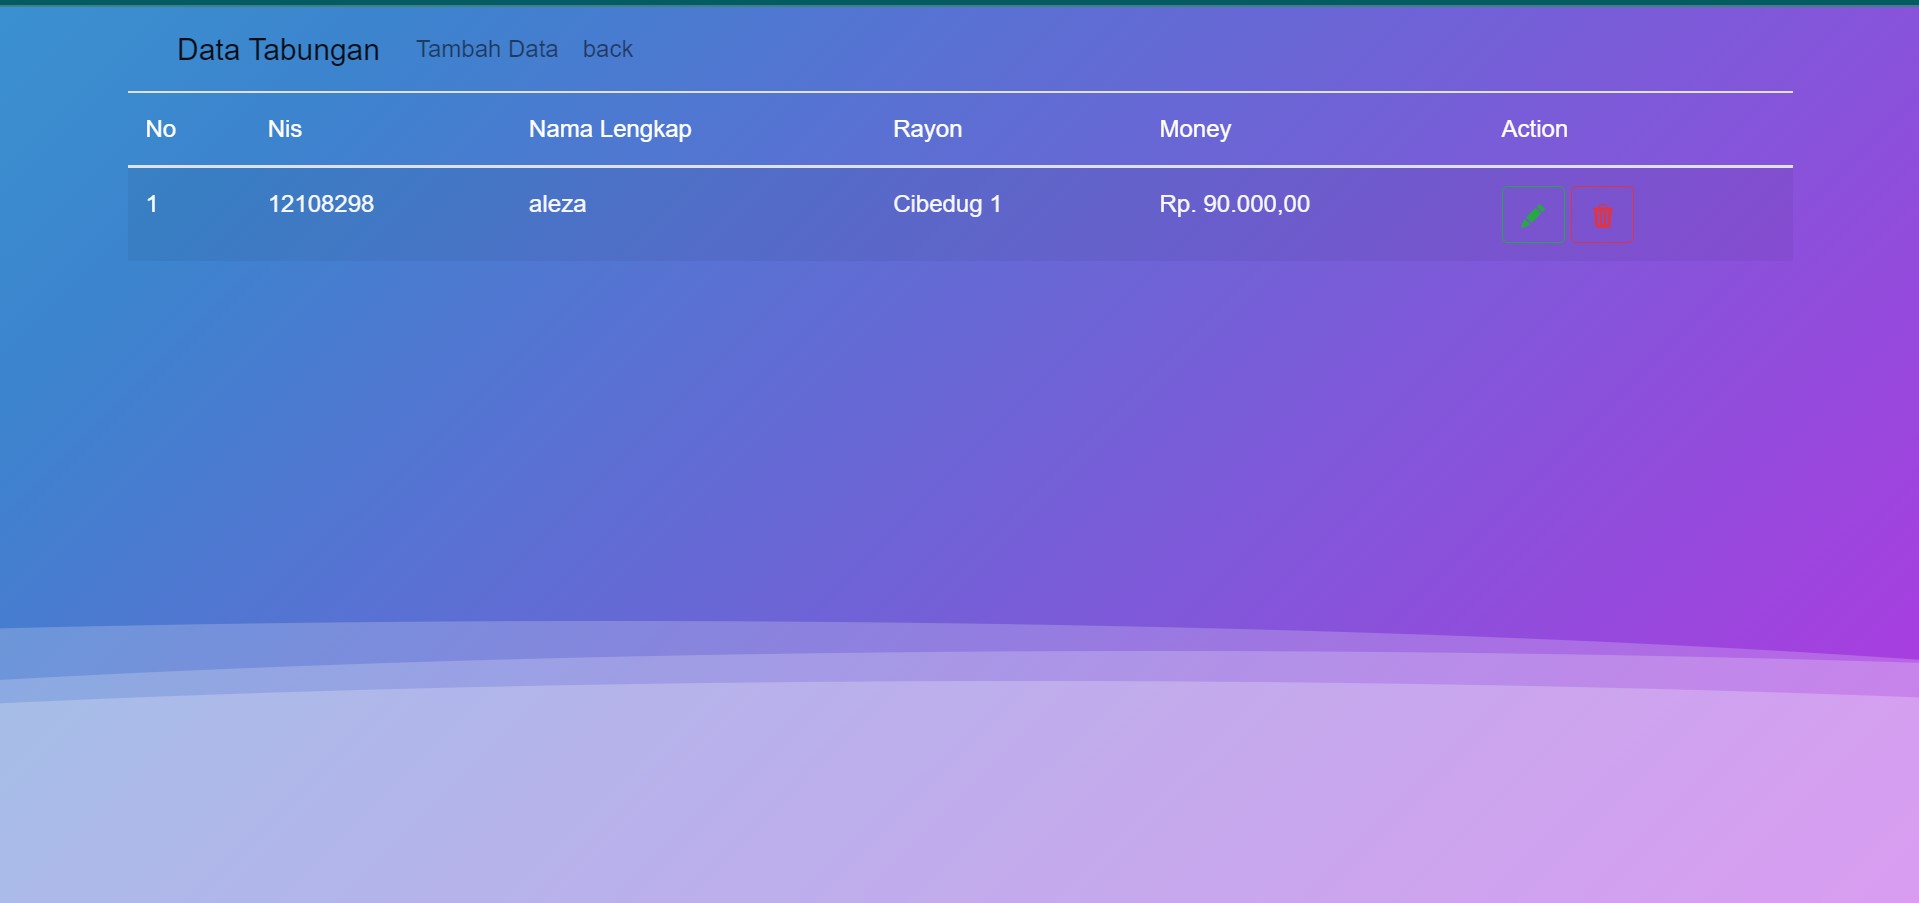 Data Tabungan Tambah Data back
No Nis Nama Lengkap Rayon Money Action
1 12108298 aleza Cibedug 1 Rp. 90.000,00